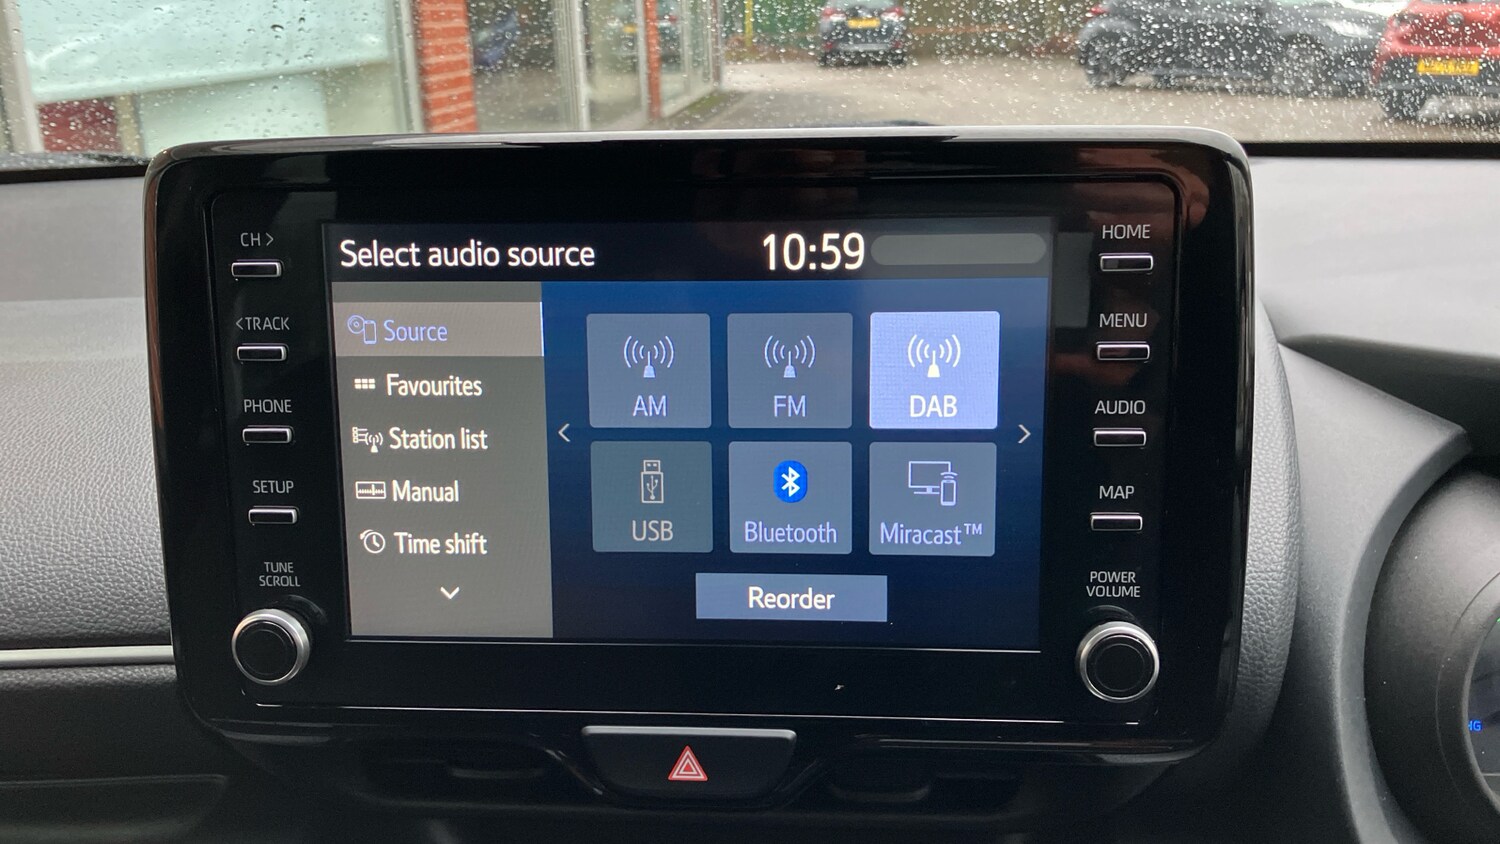 CH >
< TRACK
PHONE
SETUP
TUNE
SCROLL
Select audio source
10:59
Source
Favourites
Station list
Manual
Time shift
AM
FM
DAB
USB
Bluetooth
Miracast™
Reorder
HOME
MENU
AUDIO
MAP
POWER
VOLUME